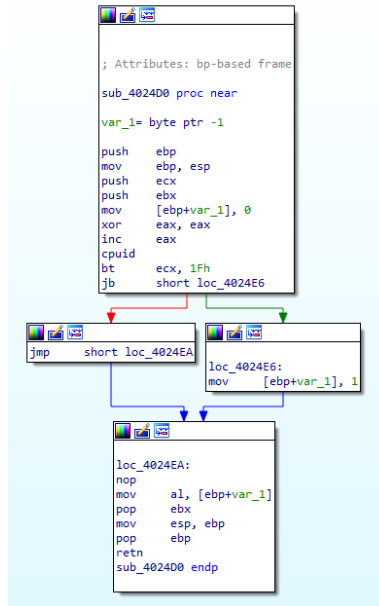 ; Attributes: bp-based frame
sub_4024D0 proc near
var_1= byte ptr -1
push ebp
mov ebp, esp
push ecx
push ebx
mov [ebp+var_1], 0
xor eax, eax
inc eax
cpuid
bt ecx, 1Fh
jb short loc_4024E6
jmp short loc_4024EA
loc_4024E6:
mov [ebp+var_1], 1
loc_4024EA:
nop
mov al, [ebp+var_1]
pop ebx
mov esp, ebp
pop ebp
retn
sub_4024D0 endp